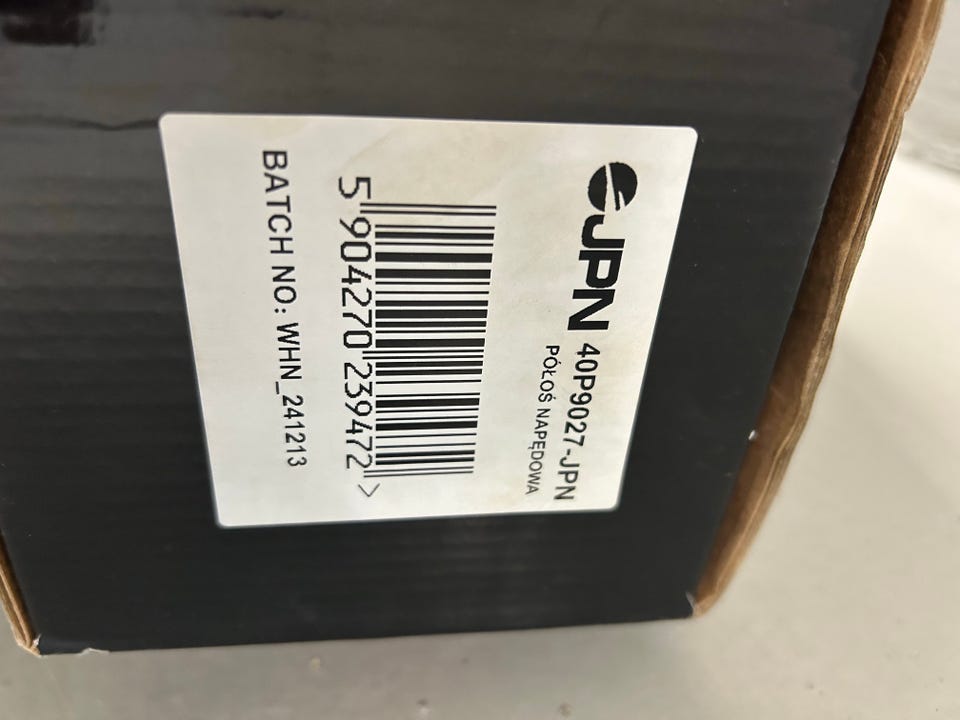 JPN 40P9027-JPN
PÓŁOŚ NAPĘDOWA
5 904270 239472 >
BATCH NO: WHN_241213